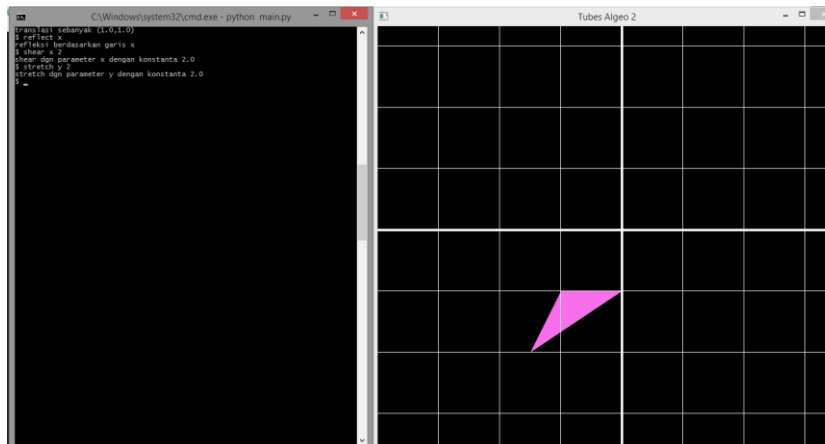 C:\Windows\system32\cmd.exe - python main.py
translasi sebanyak (1.0,1.0)
$ reflect x
refleksi berdasarkan garis x
$ shear x 2
shear dgn parameter x dengan konstanta 2.0
$ stretch y 2
stretch dgn parameter y dengan konstanta 2.0
$ _
Tubes Algeo 2